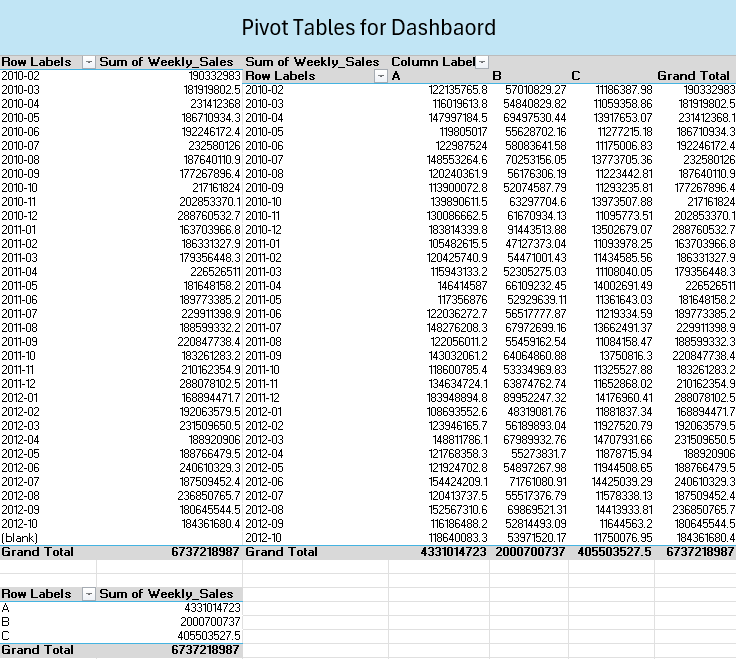 Pivot Tables for Dashbaord
Row Labels Sum of Weekly_Sales Sum of Weekly_Sales Column Label
2010-02 190332983 Row Labels A B C Grand Total
2010-03 181919802.5 2010-02 122135765.8 57010829.27 11186387.98 190332983
2010-04 231412368 2010-03 116019613.8 54840829.82 11059358.86 181919802.5
2010-05 186710934.3 2010-04 147997184.5 69497530.44 13917653.07 231412368.1
2010-06 192246172.4 2010-05 119805017 55628702.16 11277215.18 186710934.3
2010-07 232580126 2010-06 122987524 58083641.58 11175006.83 192246172.4
2010-08 187640110.9 2010-07 148553264.6 70253156.05 13773705.36 232580126
2010-09 177267896.4 2010-08 120240361.9 56176306.19 11223442.81 187640110.9
2010-10 217161824 2010-09 113900072.8 52074587.79 11293235.81 177267896.4
2010-11 202853370.1 2010-10 139890611.5 63297704.6 13973507.88 217161824
2010-12 288760532.7 2010-11 130086662.5 61670934.13 11095773.51 202853370.1
2011-01 163703966.8 2010-12 183814339.8 91443513.88 13502679.07 288760532.7
2011-02 186331327.9 2011-01 105482615.5 47127373.04 11093978.25 163703966.8
2011-03 179356448.3 2011-02 120425740.9 54471001.43 11434585.56 186331327.9
2011-04 226526511 2011-03 115943133.2 52305275.03 11108040.05 179356448.3
2011-05 181648158.2 2011-04 146414587 66109232.45 14002691.49 226526511
2011-06 189773385.2 2011-05 117356876 52929639.11 11361643.03 181648158.2
2011-07 229911398.9 2011-06 122036272.7 56517777.87 11219334.59 189773385.2
2011-08 188599332.2 2011-07 148276208.3 67972699.16 13662491.37 229911398.9
2011-09 220847738.4 2011-08 122056011.2 55459162.54 11084158.47 188599332.3
2011-10 183261283.2 2011-09 143032061.2 64064860.88 13750816.3 220847738.4
2011-11 210162354.9 2011-10 118600785.4 53334969.83 11325527.88 183261283.2
2011-12 288078102.5 2011-11 134634724.1 63874762.74 11652868.02 210162354.9
2012-01 168894471.7 2011-12 183948894.8 89952247.32 14176960.41 288078102.5
2012-02 192063579.5 2012-01 108693552.6 48319081.76 11881837.34 168894471.7
2012-03 231509650.5 2012-02 123946165.7 56189893.04 11927520.79 192063579.5
2012-04 188920906 2012-03 148811786.1 67989932.76 14707931.66 231509650.5
2012-05 188766479.5 2012-04 121768358.3 55273831.7 11878715.94 188920906
2012-06 240610329.3 2012-05 121924702.8 54897267.98 11944508.65 188766479.5
2012-07 187509452.4 2012-06 154424209.1 71761080.91 14425039.29 240610329.3
2012-08 236850765.7 2012-07 120413737.5 55517376.79 11578338.13 187509452.4
2012-09 180645544.5 2012-08 152567310.6 69869521.31 14413933.81 236850765.7
2012-10 184361680.4 2012-09 116186488.2 52814493.09 11644563.2 180645544.5
(blank) 2012-10 118640083.3 53971520.17 11750076.95 184361680.4
Grand Total 6737218987 Grand Total 4331014723 2000700737 405503527.5 6737218987
Row Labels Sum of Weekly_Sales
A 4331014723
B 2000700737
C 405503527.5
Grand Total 6737218987